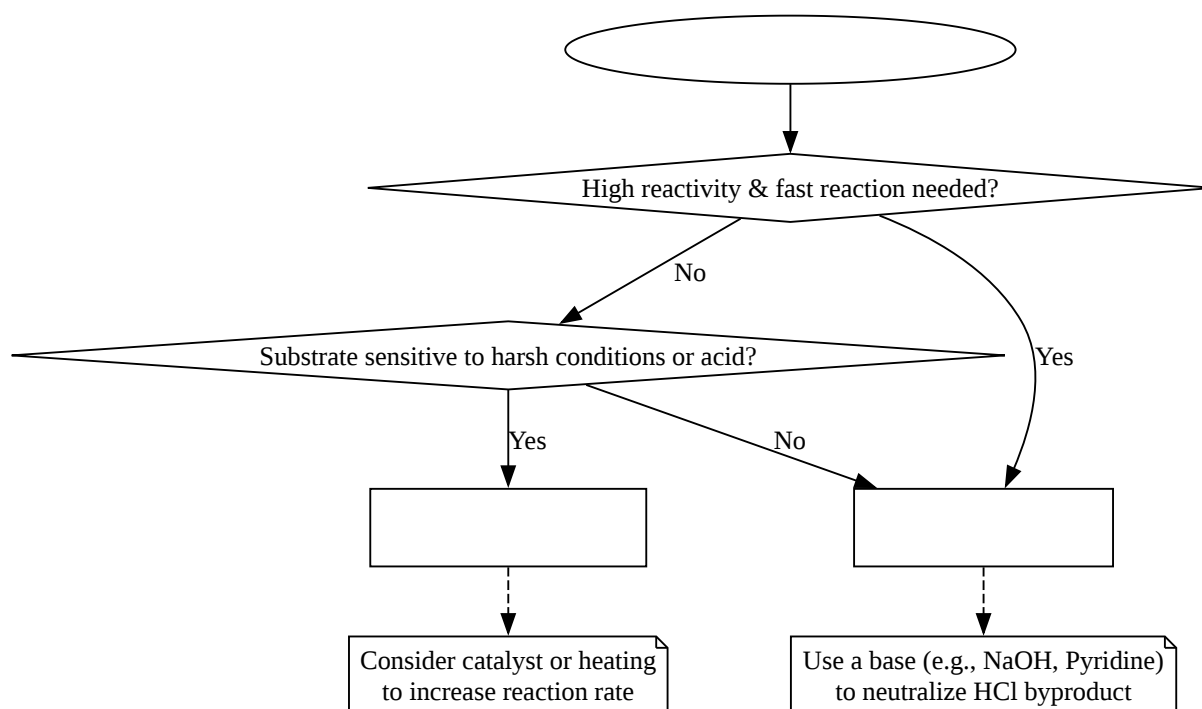 High reactivity & fast reaction needed?
No
Substrate sensitive to harsh conditions or acid?
Yes
Yes
No
Consider catalyst or heating
to increase reaction rate
Use a base (e.g., NaOH, Pyridine)
to neutralize HCl byproduct